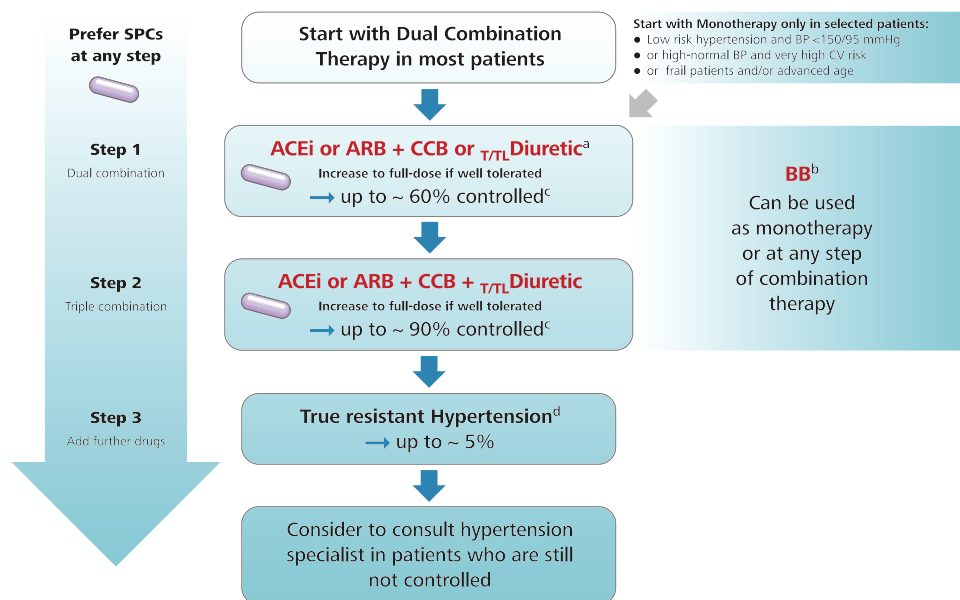 Prefer SPCs
at any step
Start with Dual Combination
Therapy in most patients
Start with Monotherapy only in selected patients:
● Low risk hypertension and BP <150/95 mmHg
● or high-normal BP and very high CV risk
● or frail patients and/or advanced age
Step 1
Dual combination
ACEi or ARB + CCB or T/TLDiuretica
Increase to full-dose if well tolerated
→ up to ~ 60% controlledc
BBb
Can be used
as monotherapy
or at any step
of combination
therapy
Step 2
Triple combination
ACEi or ARB + CCB + T/TLDiuretic
Increase to full-dose if well tolerated
→ up to ~ 90% controlledc
Step 3
Add further drugs
True resistant Hypertensiond
→ up to ~ 5%
Consider to consult hypertension
specialist in patients who are still
not controlled